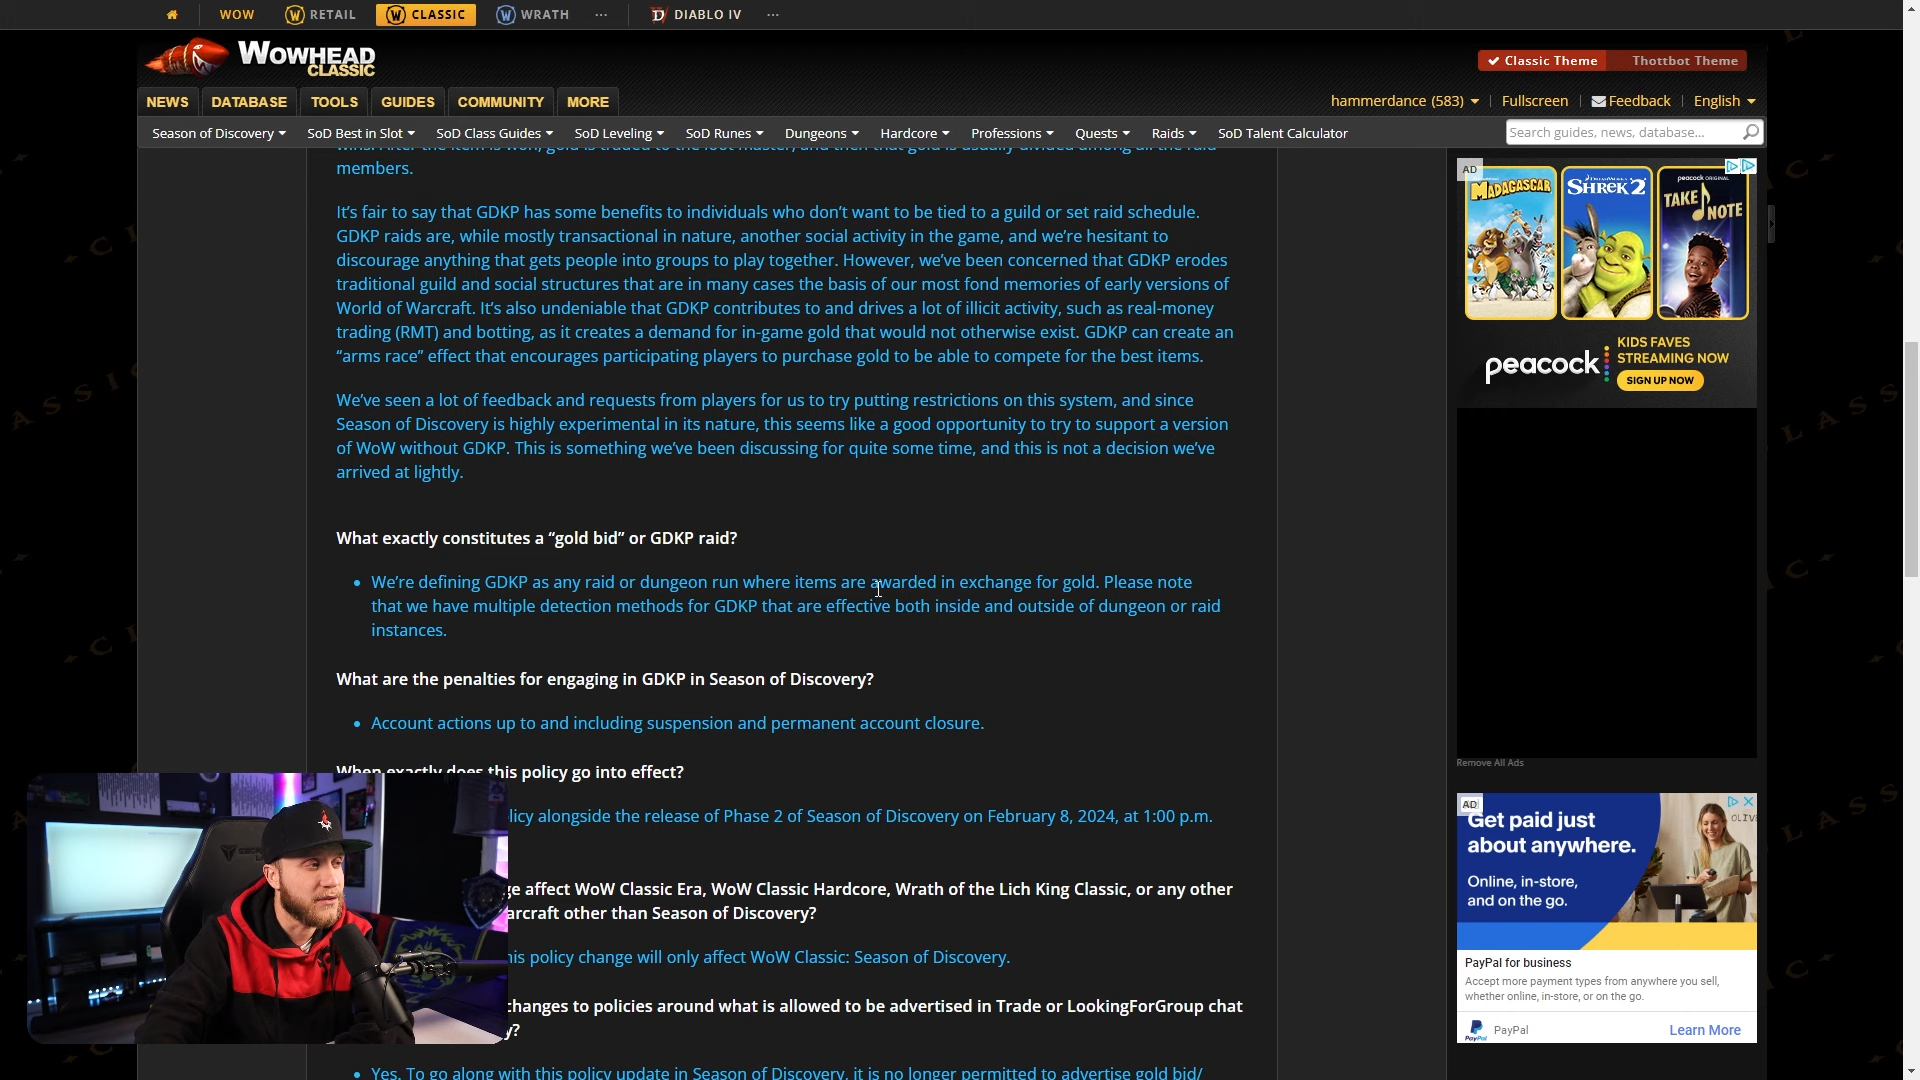 WOW
RETAIL
CLASSIC
WRATH
...
DIABLO IV
...
WOWHEAD
CLASSIC
Classic Theme
Thottbot Theme
NEWS
DATABASE
TOOLS
GUIDES
COMMUNITY
MORE
hammerdance (583)
Fullscreen
Feedback
English
Season of Discovery
SoD Best in Slot
SoD Class Guides
SoD Leveling
SoD Runes
Dungeons
Hardcore
Professions
Quests
Raids
SoD Talent Calculator
Search guides, news, database...
members.
It's fair to say that GDKP has some benefits to individuals who don't want to be tied to a guild or set raid schedule.
GDKP raids are, while mostly transactional in nature, another social activity in the game, and we're hesitant to
discourage anything that gets people into groups to play together. However, we've been concerned that GDKP erodes
traditional guild and social structures that are in many cases the basis of our most fond memories of early versions of
World of Warcraft. It's also undeniable that GDKP contributes to and drives a lot of illicit activity, such as real-money
trading (RMT) and botting, as it creates a demand for in-game gold that would not otherwise exist. GDKP can create an
“arms race” effect that encourages participating players to purchase gold to be able to compete for the best items.
We've seen a lot of feedback and requests from players for us to try putting restrictions on this system, and since
Season of Discovery is highly experimental in its nature, this seems like a good opportunity to try to support a version
of WoW without GDKP. This is something we've been discussing for quite some time, and this is not a decision we've
arrived at lightly.
What exactly constitutes a “gold bid” or GDKP raid?
• We're defining GDKP as any raid or dungeon run where items are awarded in exchange for gold. Please note
that we have multiple detection methods for GDKP that are effective both inside and outside of dungeon or raid
instances.
What are the penalties for engaging in GDKP in Season of Discovery?
• Account actions up to and including suspension and permanent account closure.
When exactly does this policy go into effect?
licy alongside the release of Phase 2 of Season of Discovery on February 8, 2024, at 1:00 p.m.
ge affect WoW Classic Era, WoW Classic Hardcore, Wrath of the Lich King Classic, or any other
arcraft other than Season of Discovery?
his policy change will only affect WoW Classic: Season of Discovery.
changes to policies around what is allowed to be advertised in Trade or LookingForGroup chat
y?
• Yes. To go along with this policy update in Season of Discovery, it is no longer permitted to advertise gold bid/
AD
MADAGASCAR
SHREK 2
peacock ORIGINAL
TAKE NOTE
peacock
KIDS FAVES
STREAMING NOW
SIGN UP NOW
Remove All Ads
AD
Get paid just
about anywhere.
Online, in-store,
and on the go.
OLIV
PayPal for business
Accept more payment types from anywhere you sell,
whether online, in-store, or on the go.
PayPal
PayPal
Learn More